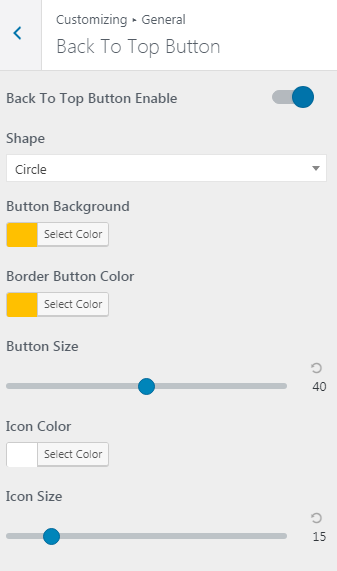 Customizing ▸ General
Back To Top Button
Back To Top Button Enable
Shape
Circle
Button Background
Select Color
Border Button Color
Select Color
Button Size
40
Icon Color
Select Color
Icon Size
15